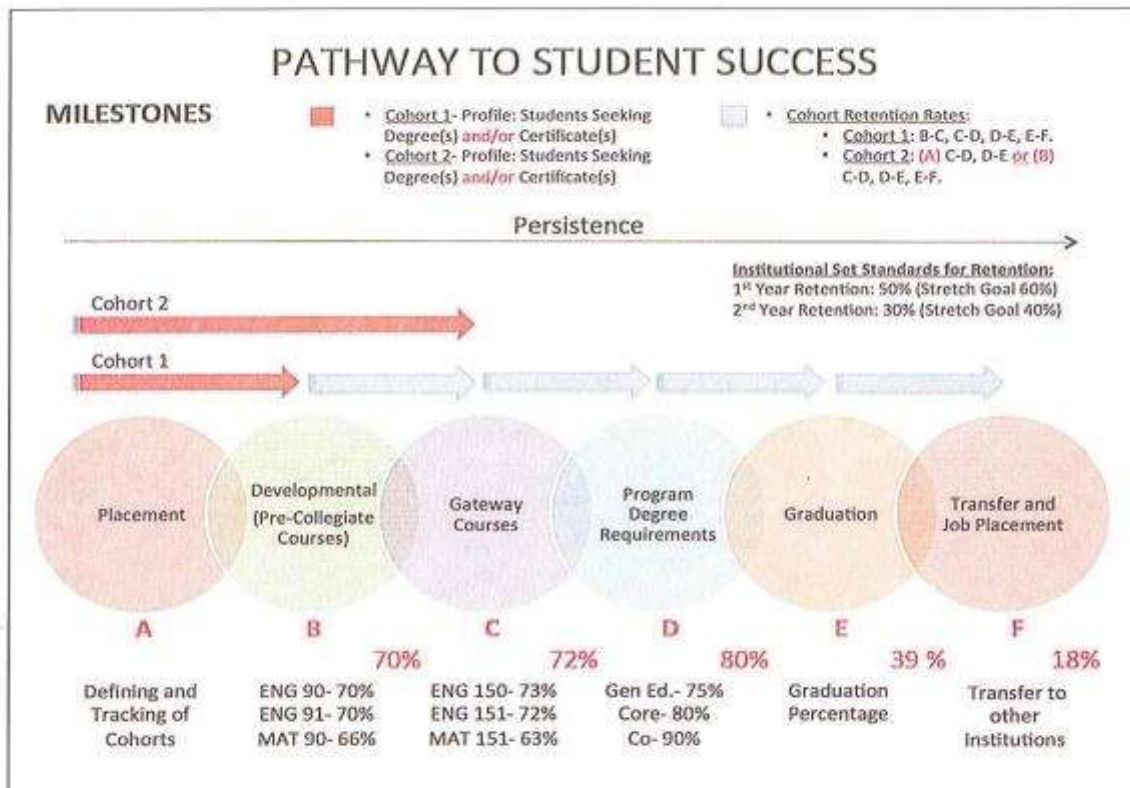 PATHWAY TO STUDENT SUCCESS
MILESTONES
• Cohort 1- Profile: Students Seeking
Degree(s) and/or Certificate(s)
• Cohort 2- Profile: Students Seeking
Degree(s) and/or Certificate(s)
• Cohort Retention Rates:
• Cohort 1: B-C, C-D, D-E, E-F.
• Cohort 2: (A) C-D, D-E or (B)
C-D, D-E, E-F.
Persistence
Institutional Set Standards for Retention:
1st Year Retention: 50% (Stretch Goal 60%)
2nd Year Retention: 30% (Stretch Goal 40%)
Cohort 2
Cohort 1
Placement
Developmental
(Pre-Collegiate
Courses)
Gateway
Courses
Program
Degree
Requirements
Graduation
Transfer and
Job Placement
A
B
C
D
E
F
70%
72%
80%
39 %
18%
Defining and
Tracking of
Cohorts
ENG 90- 70%
ENG 91- 70%
MAT 90- 66%
ENG 150- 73%
ENG 151- 72%
MAT 151- 63%
Gen Ed.- 75%
Core- 80%
Co- 90%
Graduation
Percentage
Transfer to
other
Institutions